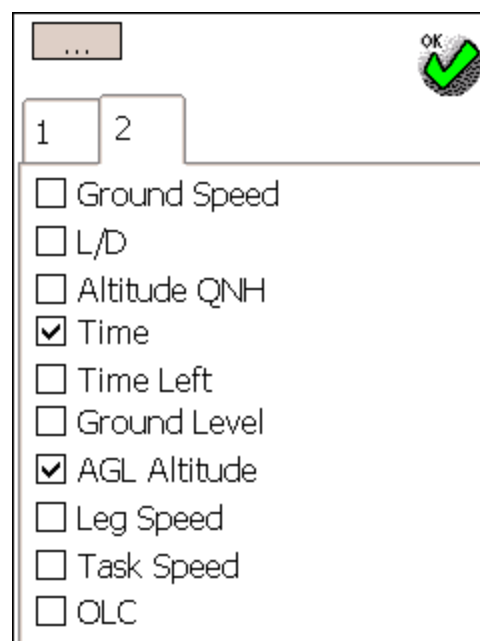 ...
OK
1
2
Ground Speed
L/D
Altitude QNH
Time
Time Left
Ground Level
AGL Altitude
Leg Speed
Task Speed
OLC